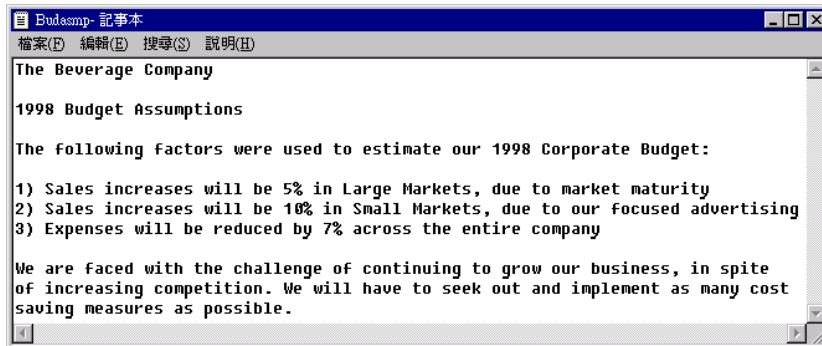 Budasmp- 記事本
檔案(F) 編輯(E) 搜尋(S) 說明(H)
The Beverage Company
1998 Budget Assumptions
The following factors were used to estimate our 1998 Corporate Budget:
1) Sales increases will be 5% in Large Markets, due to market maturity
2) Sales increases will be 10% in Small Markets, due to our focused advertising
3) Expenses will be reduced by 7% across the entire company
We are faced with the challenge of continuing to grow our business, in spite
of increasing competition. We will have to seek out and implement as many cost
saving measures as possible.